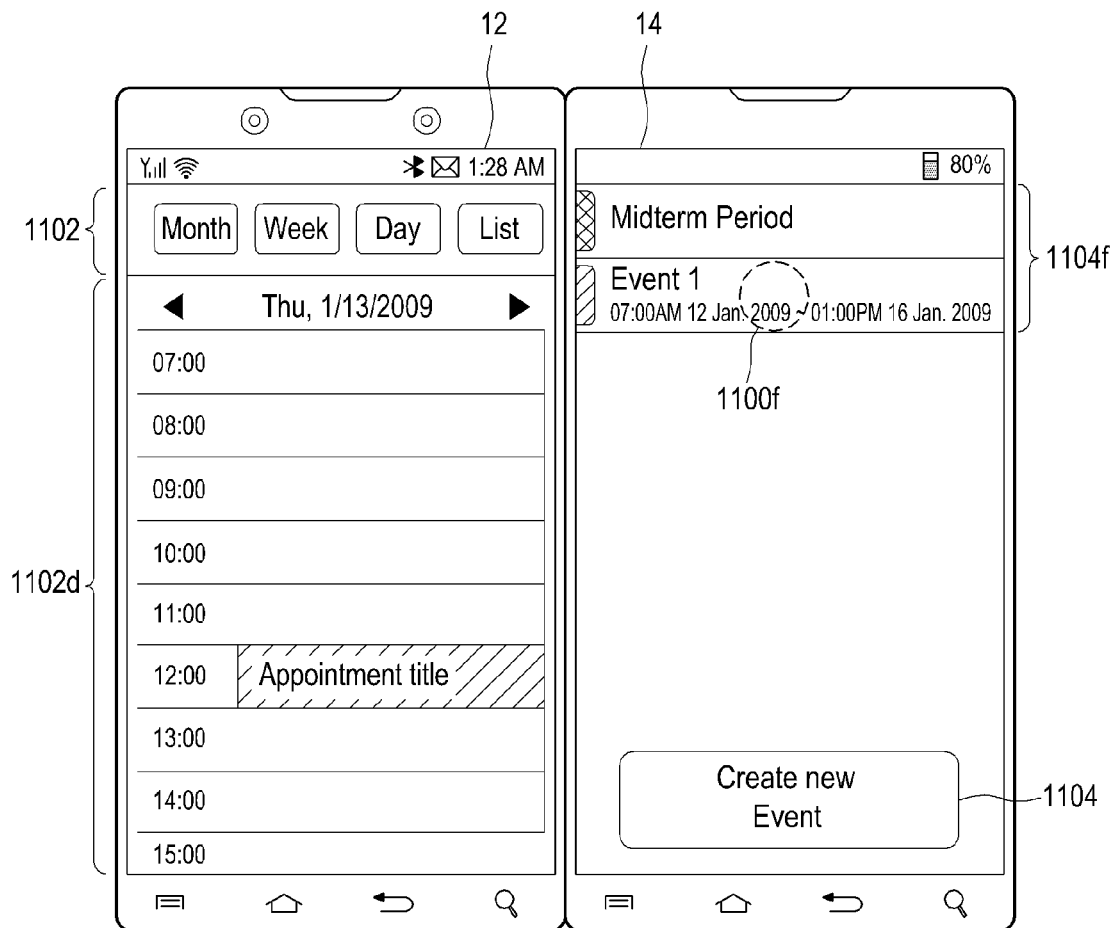 12
14
1:28 AM
80%
1102
Month Week Day List
Midterm Period
1104f
Event 1
07:00AM 12 Jan. 2009 ~ 01:00PM 16 Jan. 2009
1100f
Thu, 1/13/2009
1102d
07:00
08:00
09:00
10:00
11:00
12:00 Appointment title
13:00
14:00
15:00
Create new
Event
1104